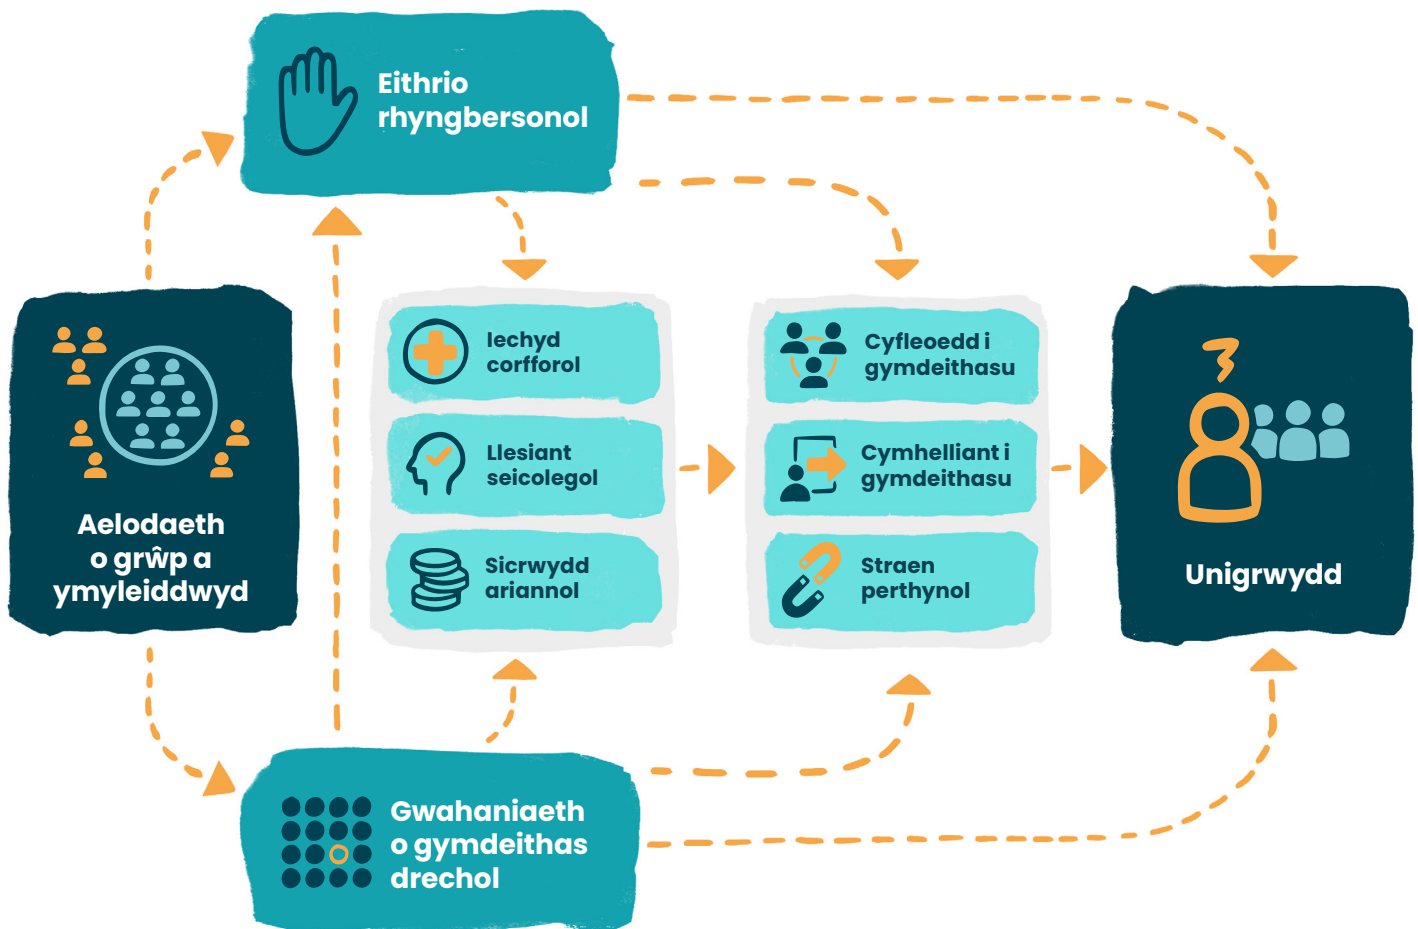 Eithrio
rhyngbersonol
Aelodaeth
o grŵp a
ymyleiddwyd
Iechyd
corfforol
Llesiant
seicolegol
Sicrwydd
ariannol
Cyfleoedd i
gymdeithasu
Cymhelliant i
gymdeithasu
Straen
perthynol
Unigrwydd
Gwahaniaeth
o gymdeithas
drechol